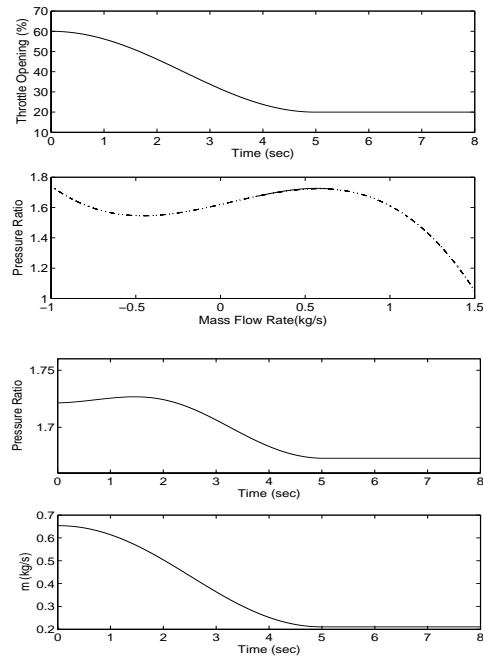 70
60
50
40
30
20
10
Throttle Opening (%)
0 1 2 3 4 5 6 7 8
Time (sec)
1.8
1.6
1.4
1.2
1
Pressure Ratio
−1 −0.5 0 0.5 1 1.5
Mass Flow Rate(kg/s)
1.75
1.7
Pressure Ratio
0 1 2 3 4 5 6 7 8
Time (sec)
0.7
0.6
0.5
0.4
0.3
0.2
m (kg/s)
0 1 2 3 4 5 6 7 8
Time (sec)